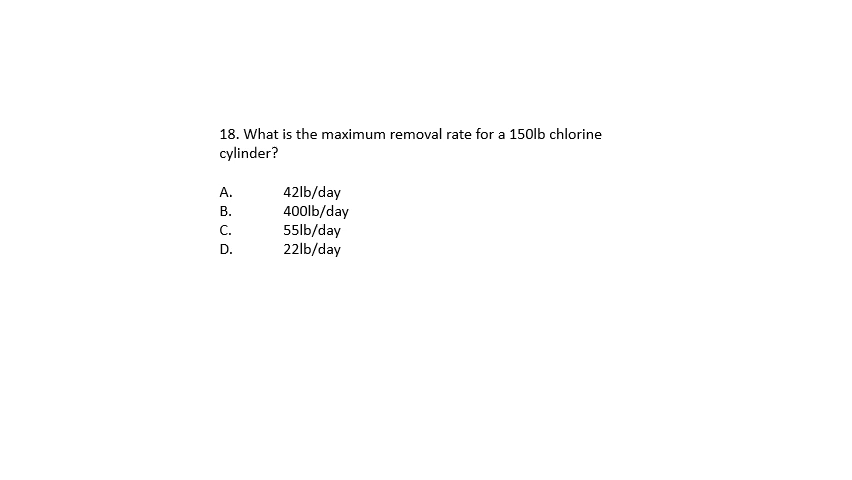 18. What is the maximum removal rate for a 150lb chlorine
cylinder?
A. 42lb/day
B. 400lb/day
C. 55lb/day
D. 22lb/day